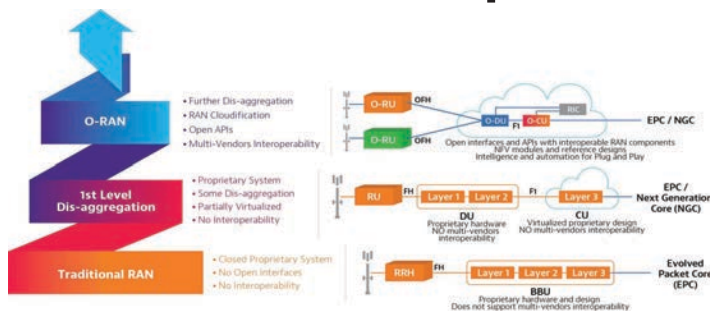 O-RAN
• Further Dis-aggregation
• RAN Cloudification
• Open APIs
• Multi-Vendors Interoperability
O-RU
OFH
O-RU
OFH
O-DU
F1
O-CU
RIC
EPC / NGC
Open interfaces and APIs with interoperable RAN components
NFV modules and reference designs
Intelligence and automation for Plug and Play
1st Level
Dis-aggregation
• Proprietary System
• Some Dis-aggregation
• Partially Virtualized
• No Interoperability
RU
FH
Layer 1
Layer 2
FI
Layer 3
EPC /
Next Generation
Core (NGC)
DU
Proprietary hardware
NO multi-vendors
interoperability
CU
Virtualized proprietary design
NO multi-vendors interoperability
Traditional RAN
• Closed Proprietary System
• No Open interfaces
• No Interoperability
RRH
FH
Layer 1
Layer 2
Layer 3
Evolved
Packet Core
(EPC)
BBU
Proprietary hardware and design
Does not support multi-vendors interoperability